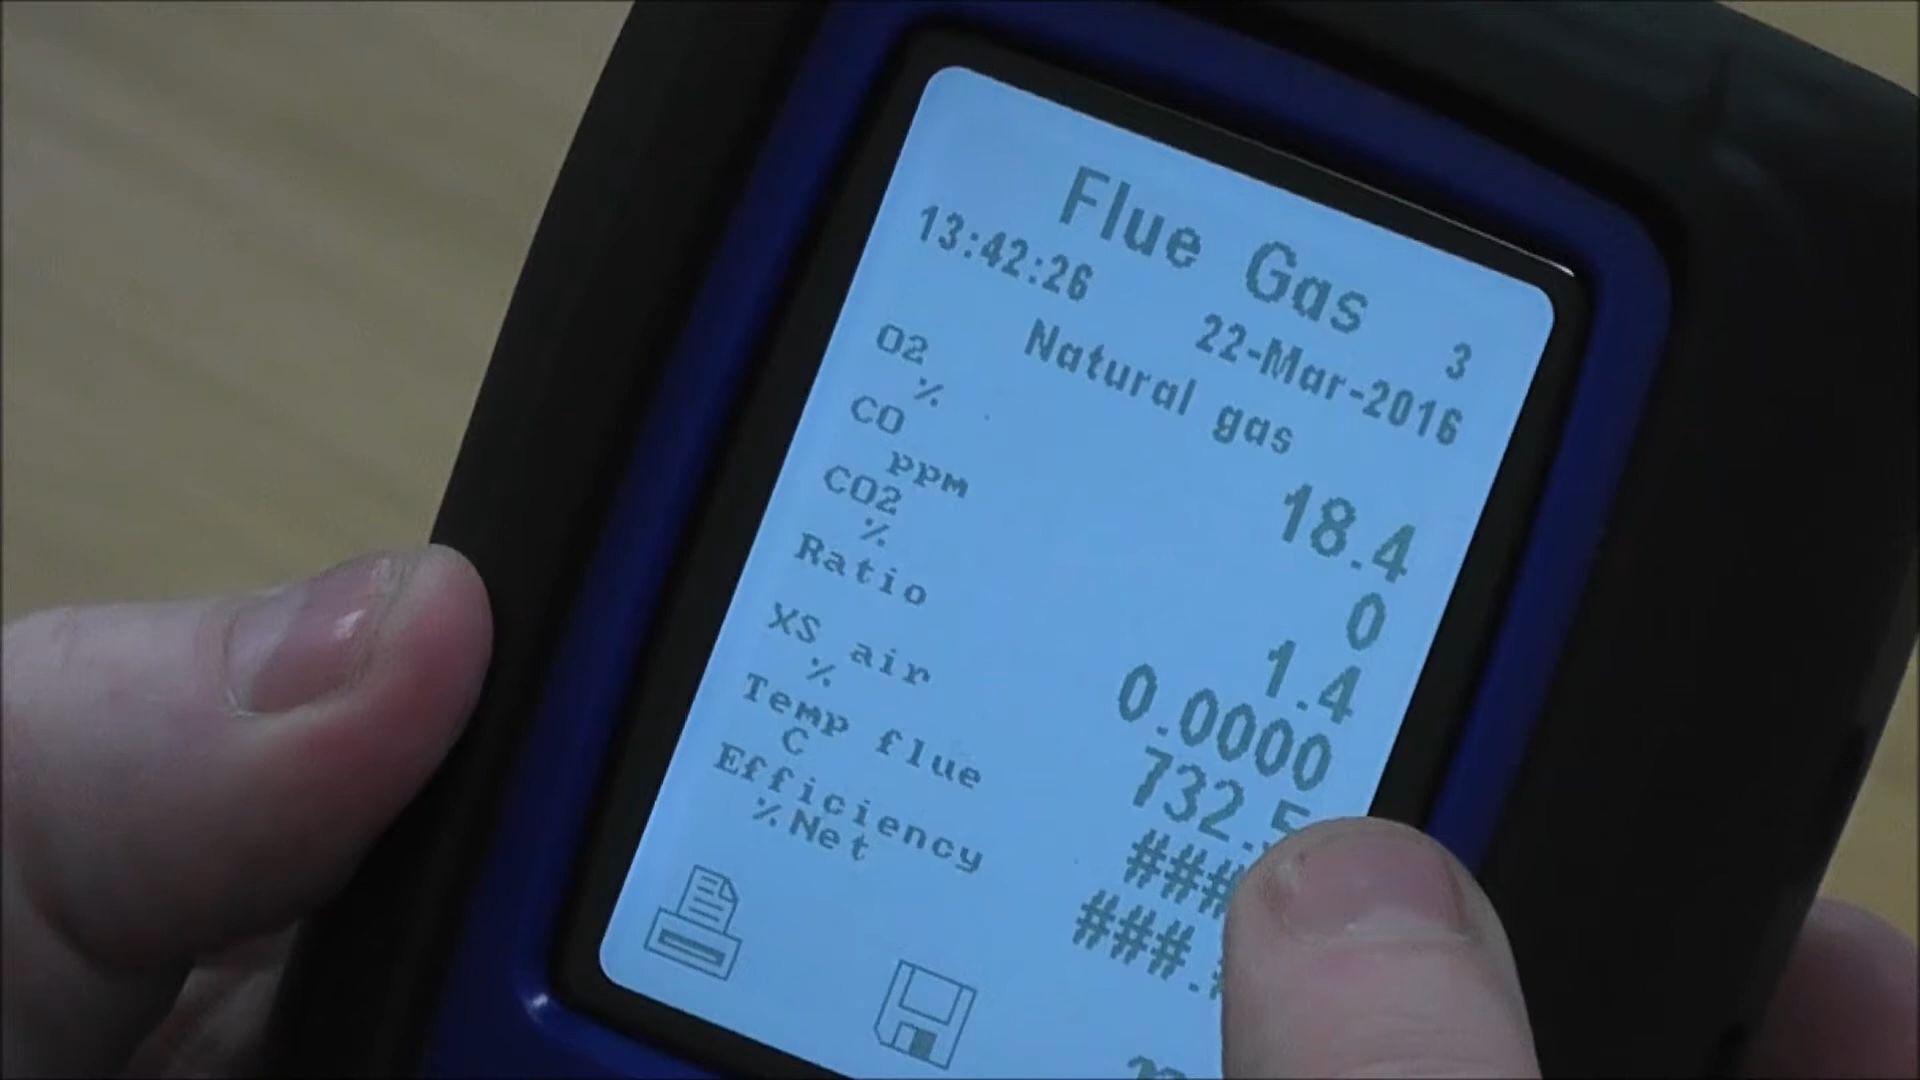 Flue Gas 3
13:42:26 22-Mar-2016
Natural gas
O2 % 18.4
CO ppm 0
CO2 % 1.4
Ratio 0.0000
XS air % 732.5
Temp flue C ###
Efficiency %Net ###.